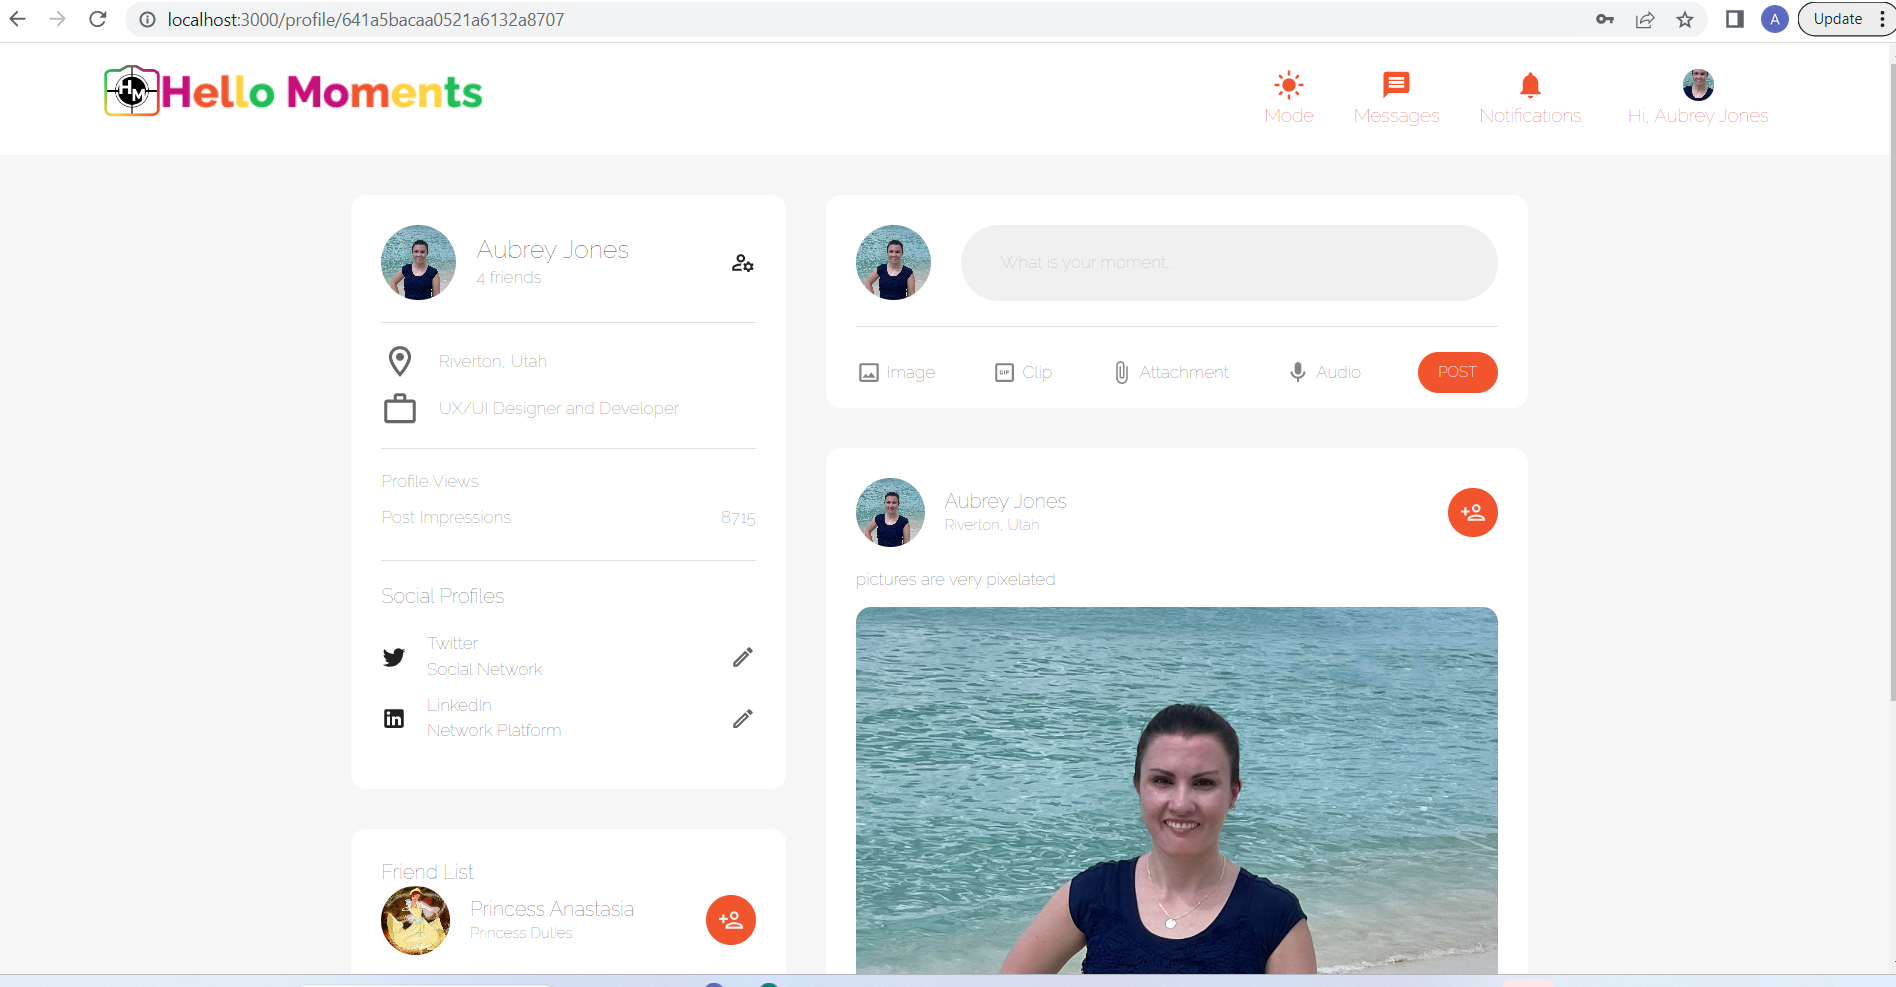 localhost:3000/profile/641a5bacaa0521a6132a8707
A
Update
HM
Hello Moments
Mode
Messages
Notifications
Hi, Aubrey Jones
Aubrey Jones
4 friends
Riverton, Utah
UX/UI Designer and Developer
Profile Views
Post Impressions 8715
Social Profiles
Twitter
Social Network
LinkedIn
Network Platform
Friend List
Princess Anastasia
Princess Duties
What is your moment...
Image
GIF Clip
Attachment
Audio
POST
Aubrey Jones
Riverton, Utah
pictures are very pixelated